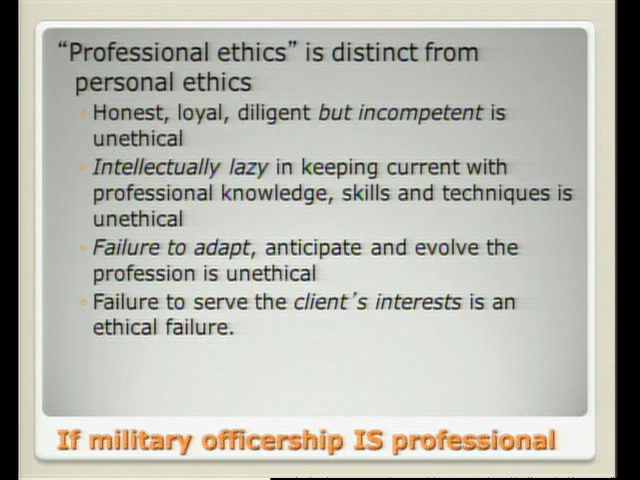 “Professional ethics” is distinct from
personal ethics
◦Honest, loyal, diligent but incompetent is
unethical
◦Intellectually lazy in keeping current with
professional knowledge, skills and techniques is
unethical
◦Failure to adapt, anticipate and evolve the
profession is unethical
◦Failure to serve the client’s interests is an
ethical failure.
If military officership IS professional